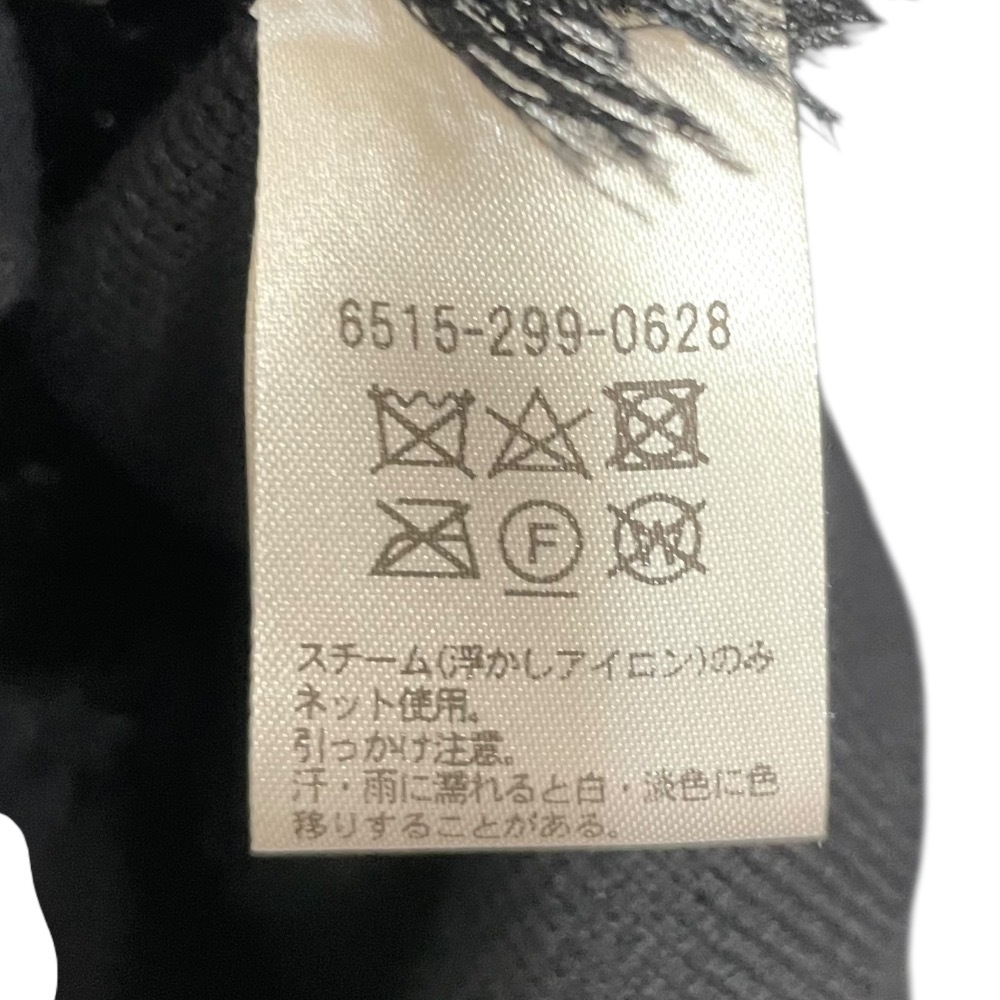 6515-299-0628
F
W
スチーム(浮かしアイロン)のみ
ネット使用。
引っかけ注意。
汗・雨に濡れると白・淡色に色
移りすることがある。